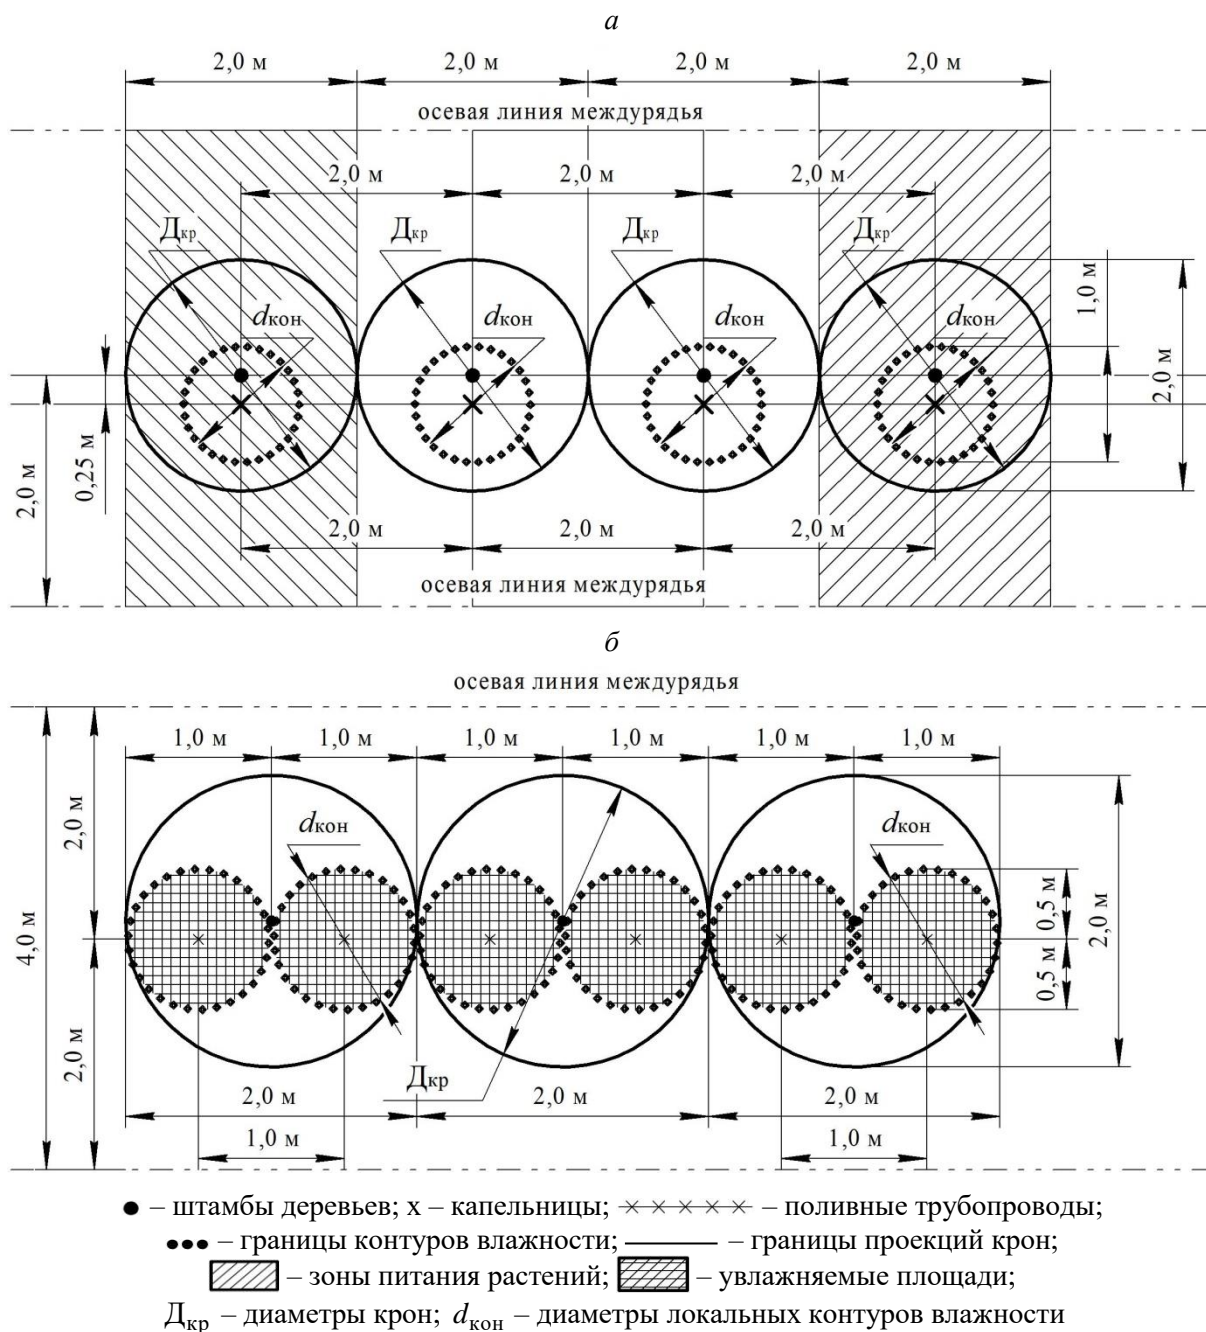 а
2,0 м 2,0 м 2,0 м 2,0 м
осевая линия междурядья
2,0 м 2,0 м 2,0 м
Дкр Дкр Дкр Дкр
dкон dкон dкон dкон
1,0 м
2,0 м
0,25 м
2,0 м
2,0 м 2,0 м 2,0 м
осевая линия междурядья
б
осевая линия междурядья
1,0 м 1,0 м 1,0 м 1,0 м 1,0 м 1,0 м
2,0 м
dкон dкон
0,5 м
2,0 м
4,0 м
0,5 м
2,0 м
Дкр
2,0 м 2,0 м 2,0 м
1,0 м 1,0 м
– штамбы деревьев; х – капельницы; – поливные трубопроводы;
– границы контуров влажности; – границы проекций крон;
– зоны питания растений; – увлажняемые площади;
Дкр – диаметры крон; dкон – диаметры локальных контуров влажности